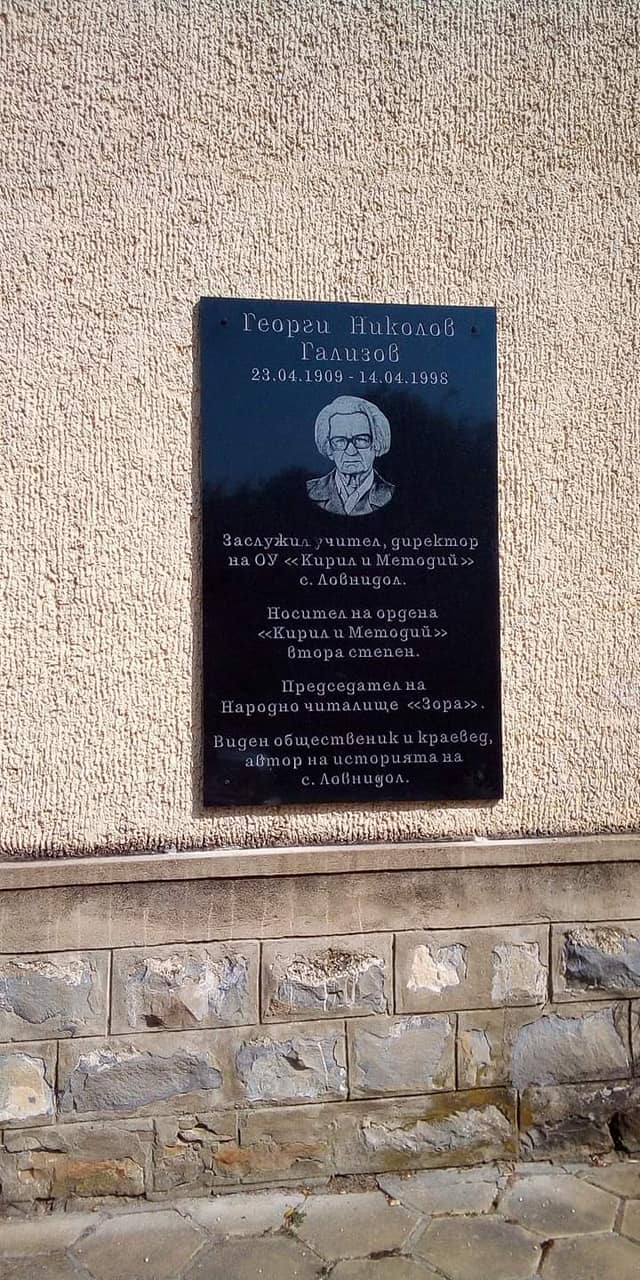 Георги Николов
Гализов
23.04.1909 - 14.04.1998
Заслужил учител, директор
на ОУ «Кирил и Методий»
с. Ловнидол.
Носител на ордена
«Кирил и Методий»
втора степен.
Председател на
Народно читалище «Зора».
Виден общественик и краевед,
автор на историята на
с. Ловнидол.